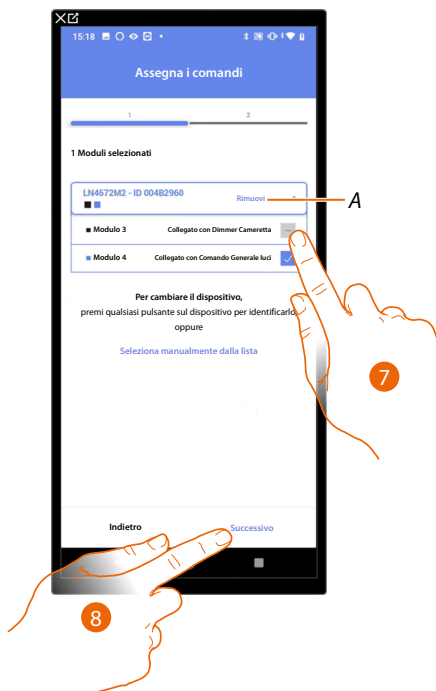 15:18
Assegna i comandi
1 2
1 Moduli selezionati
LN4672M2 - ID 004B2960
Rimuovi
A
Modulo 3 Collegato con Dimmer Cameretta
Modulo 4 Collegato con Comando Generale luci
Per cambiare il dispositivo,
premi qualsiasi pulsante sul dispositivo per identificarlo
oppure
Seleziona manualmente dalla lista
7
Indietro Successivo
8